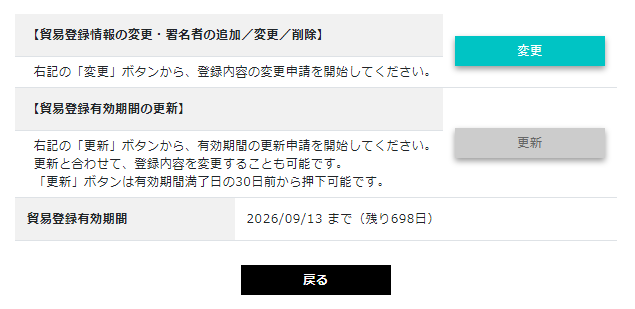 【貿易登録情報の変更・署名者の追加／変更／削除】
変更
右記の「変更」ボタンから、登録内容の変更申請を開始してください。
【貿易登録有効期間の更新】
右記の「更新」ボタンから、有効期間の更新申請を開始してください。
更新と合わせて、登録内容を変更することも可能です。
「更新」ボタンは有効期間満了日の30日前から押下可能です。
更新
貿易登録有効期間
2026/09/13 まで（残り698日）
戻る